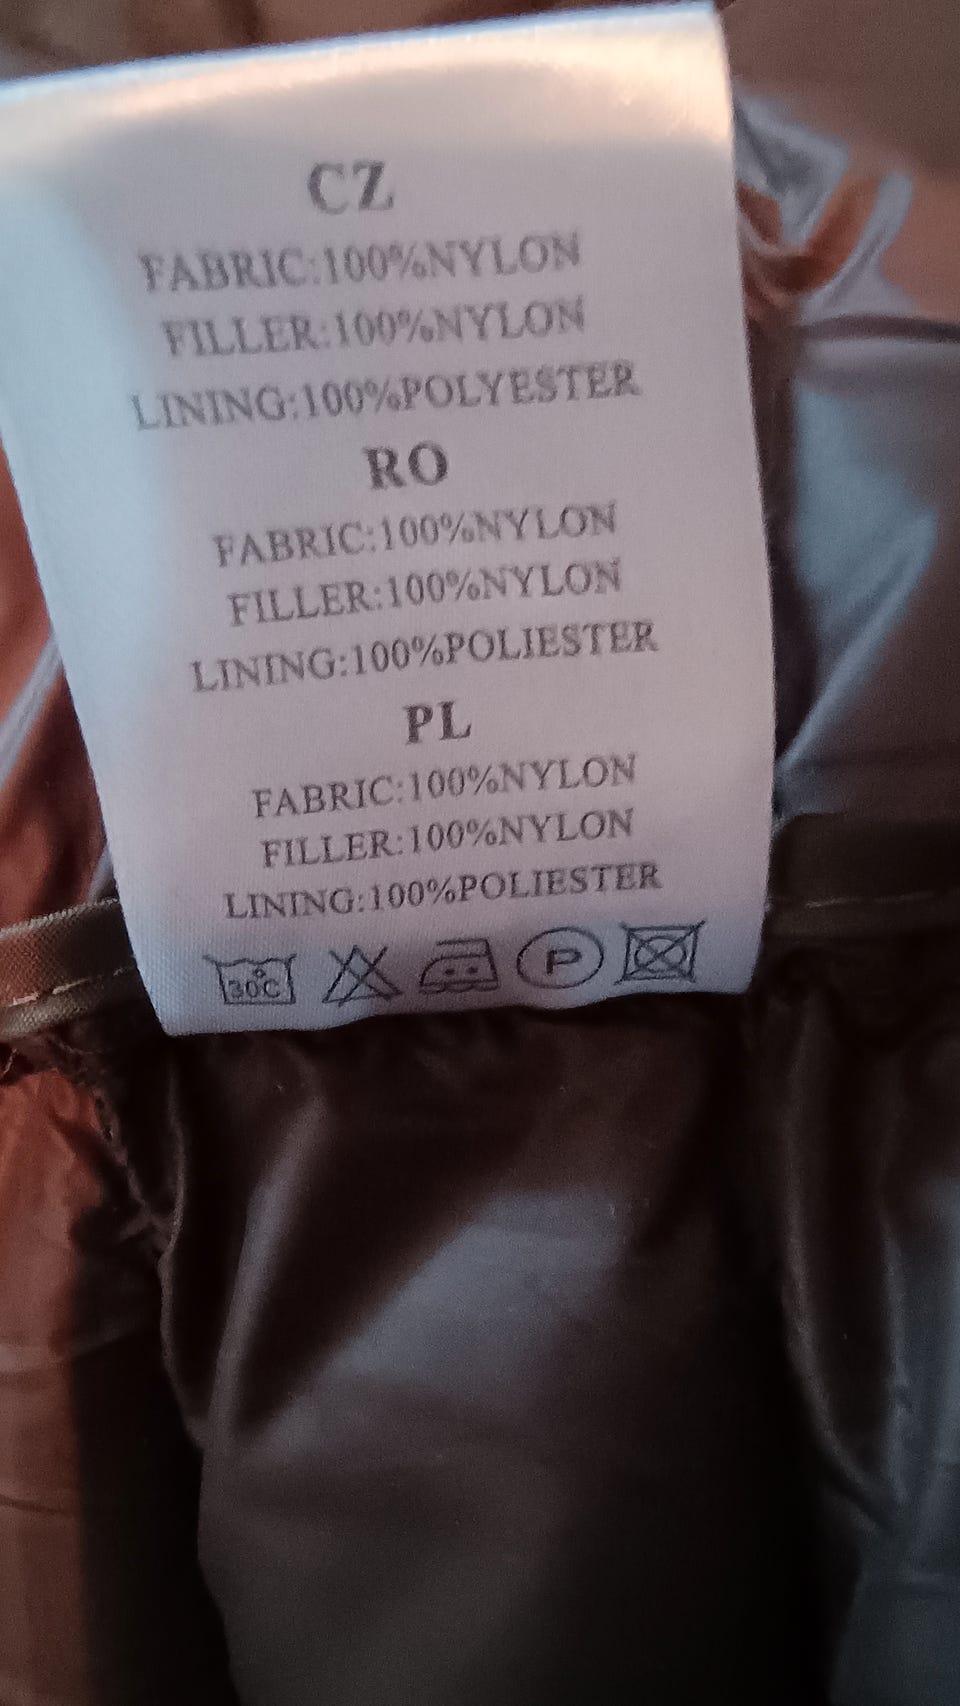 CZ
FABRIC:100%NYLON
FILLER:100%NYLON
LINING:100%POLYESTER
RO
FABRIC:100%NYLON
FILLER:100%NYLON
LINING:100%POLIESTER
PL
FABRIC:100%NYLON
FILLER:100%NYLON
LINING:100%POLIESTER
30°C P